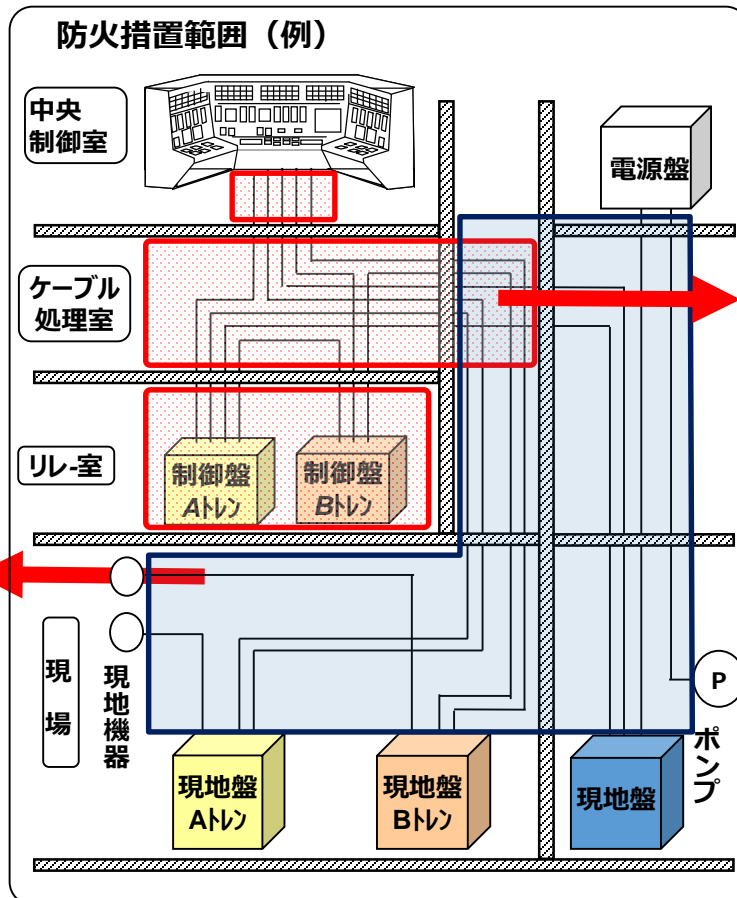 防火措置範囲（例）
中央
制御室
電源盤
ケーブル
処理室
リレ-室
制御盤
Aトレン
制御盤
Bトレン
現
場
現地機器
P
ポンプ
現地盤
Aトレン
現地盤
Bトレン
現地盤